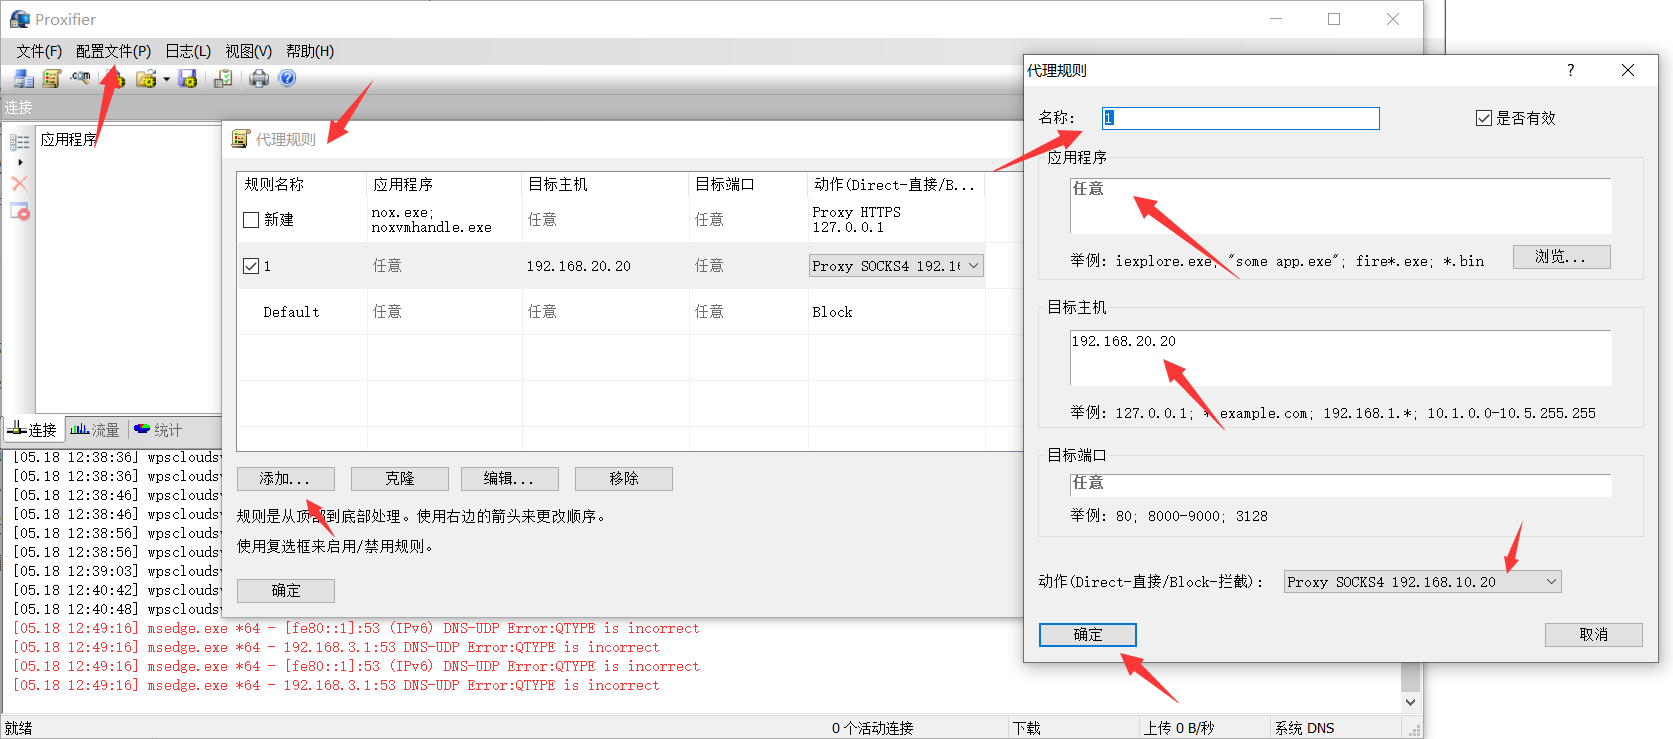 Proxifier
文件(F) 配置文件(P) 日志(L) 视图(V) 帮助(H)
连接
应用程序
代理规则
规则名称 应用程序 目标主机 目标端口 动作(Direct-直接/B...
新建 nox.exe; 任意 任意 Proxy HTTPS
noxvmhandle.exe 127.0.0.1
1 任意 192.168.20.20 任意 Proxy SOCKS4 192.16
Default 任意 任意 任意 Block
添加... 克隆 编辑... 移除
规则是从顶部到底部处理。使用右边的箭头来更改顺序。
使用复选框来启用/禁用规则。
确定
连接 流量 统计
[05.18 12:38:36] wpsclouds
[05.18 12:38:36] wpsclouds
[05.18 12:38:46] wpsclouds
[05.18 12:38:46] wpsclouds
[05.18 12:38:56] wpsclouds
[05.18 12:38:56] wpsclouds
[05.18 12:39:03] wpsclouds
[05.18 12:40:42] wpsclouds
[05.18 12:40:48] wpsclouds
[05.18 12:49:16] msedge.exe *64 - [fe80::1]:53 (IPv6) DNS-UDP Error:QTYPE is incorrect
[05.18 12:49:16] msedge.exe *64 - 192.168.3.1:53 DNS-UDP Error:QTYPE is incorrect
[05.18 12:49:16] msedge.exe *64 - [fe80::1]:53 (IPv6) DNS-UDP Error:QTYPE is incorrect
[05.18 12:49:16] msedge.exe *64 - 192.168.3.1:53 DNS-UDP Error:QTYPE is incorrect
就绪 0 个活动连接 下载 上传 0 B/秒 系统 DNS
代理规则
名称: 1 是否有效
应用程序
任意
举例: iexplore.exe; "some app.exe"; fire*.exe; *.bin 浏览...
目标主机
192.168.20.20
举例: 127.0.0.1; *.example.com; 192.168.1.*; 10.1.0.0-10.5.255.255
目标端口
任意
举例: 80; 8000-9000; 3128
动作(Direct-直接/Block-拦截): Proxy SOCKS4 192.168.10.20
确定 取消